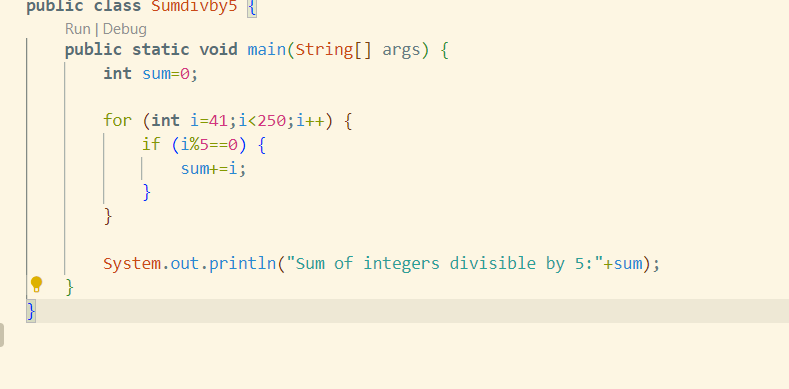 public class Sumdivby5 {
Run | Debug
public static void main(String[] args) {
int sum=0;
for (int i=41;i<250;i++) {
if (i%5==0) {
sum+=i;
}
}
System.out.println("Sum of integers divisible by 5:"+sum);
}
}